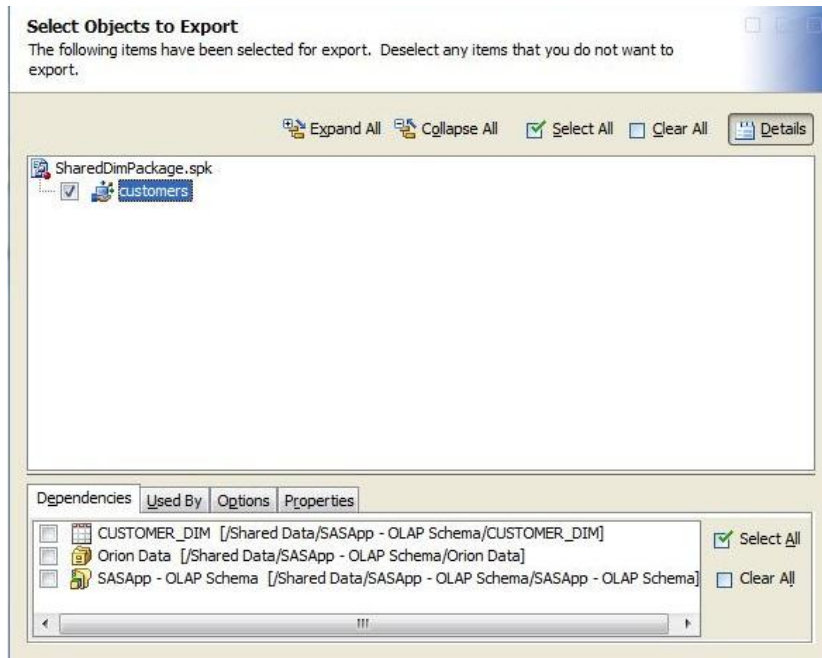 Select Objects to Export
The following items have been selected for export. Deselect any items that you do not want to
export.
Expand All Collapse All Select All Clear All Details
SharedDimPackage.spk
customers
Dependencies Used By Options Properties
CUSTOMER_DIM [/Shared Data/SASApp - OLAP Schema/CUSTOMER_DIM]
Orion Data [/Shared Data/SASApp - OLAP Schema/Orion Data]
SASApp - OLAP Schema [/Shared Data/SASApp - OLAP Schema/SASApp - OLAP Schema]
Select All
Clear All